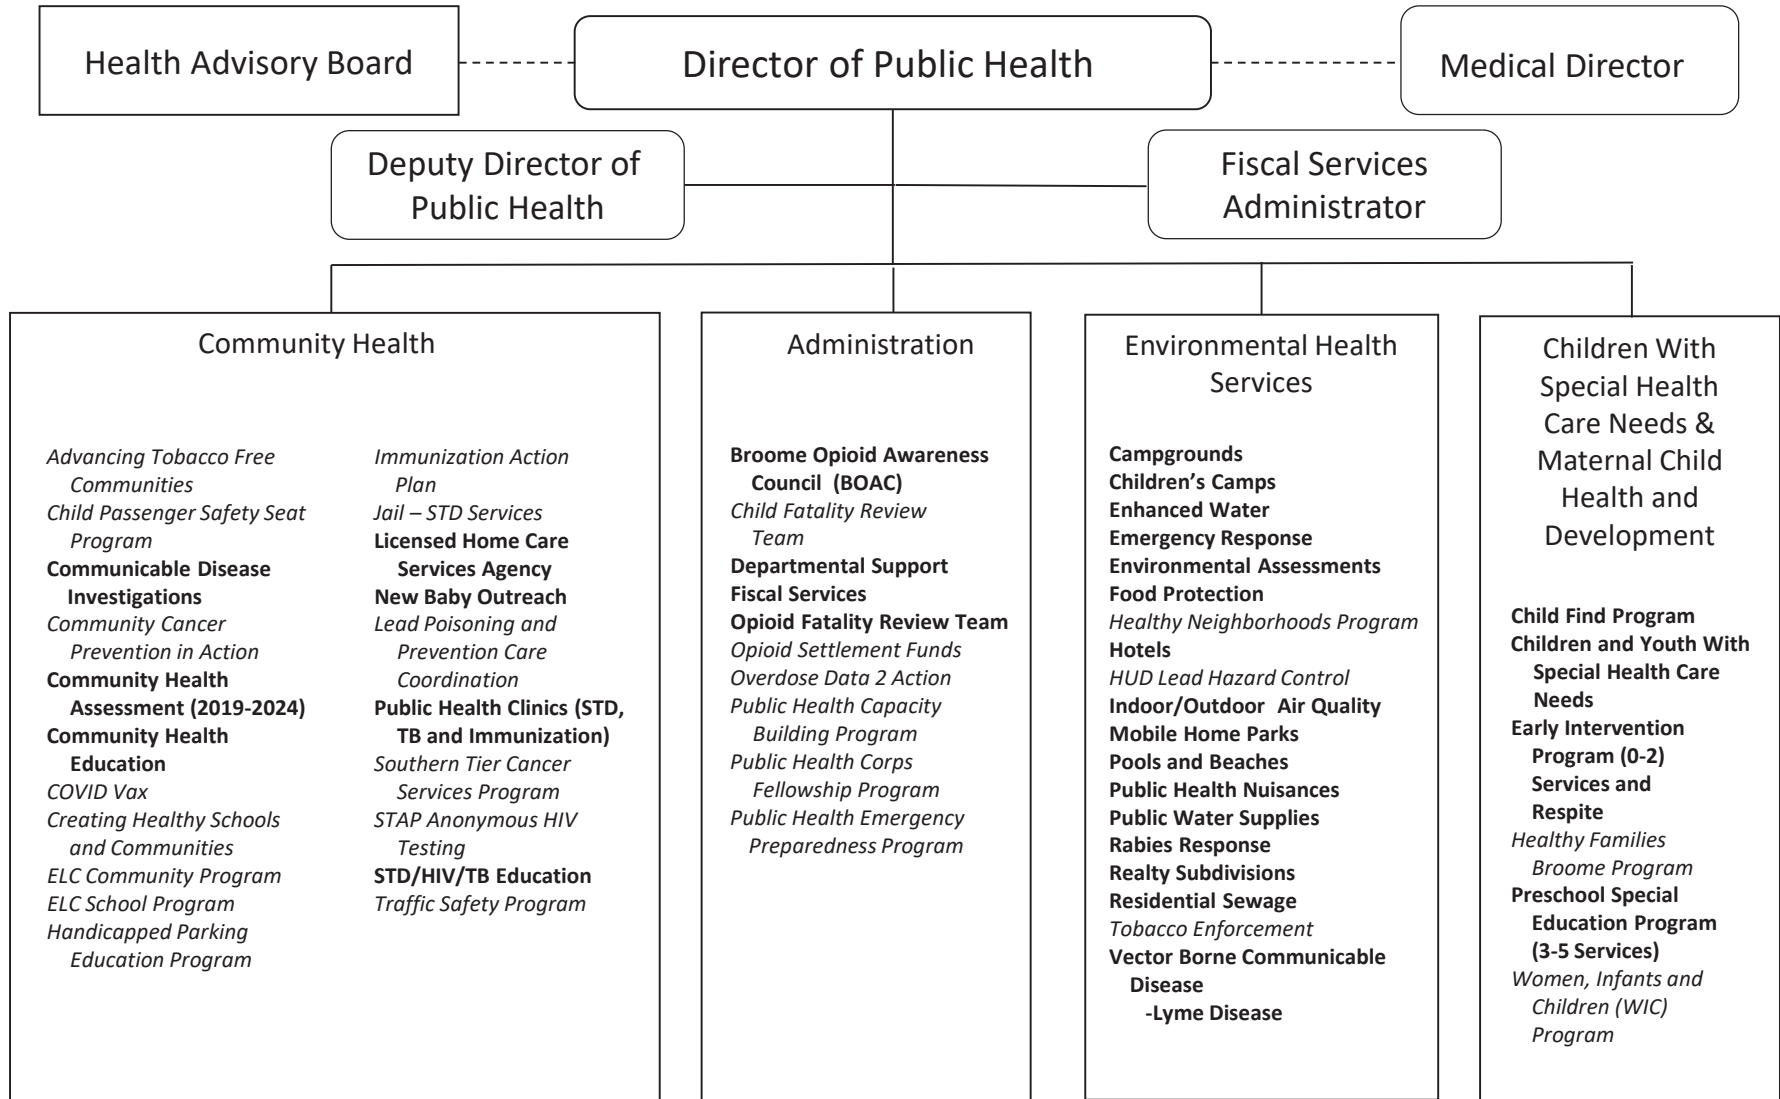 Health Advisory Board
Director of Public Health
Medical Director
Deputy Director of
Public Health
Fiscal Services
Administrator
Community Health
Advancing Tobacco Free
Communities
Child Passenger Safety Seat
Program
Communicable Disease
Investigations
Community Cancer
Prevention in Action
Community Health
Assessment (2019-2024)
Community Health
Education
COVID Vax
Creating Healthy Schools
and Communities
ELC Community Program
ELC School Program
Handicapped Parking
Education Program
Immunization Action
Plan
Jail – STD Services
Licensed Home Care
Services Agency
New Baby Outreach
Lead Poisoning and
Prevention Care
Coordination
Public Health Clinics (STD,
TB and Immunization)
Southern Tier Cancer
Services Program
STAP Anonymous HIV
Testing
STD/HIV/TB Education
Traffic Safety Program
Administration
Broome Opioid Awareness
Council (BOAC)
Child Fatality Review
Team
Departmental Support
Fiscal Services
Opioid Fatality Review Team
Opioid Settlement Funds
Overdose Data 2 Action
Public Health Capacity
Building Program
Public Health Corps
Fellowship Program
Public Health Emergency
Preparedness Program
Environmental Health
Services
Campgrounds
Children’s Camps
Enhanced Water
Emergency Response
Environmental Assessments
Food Protection
Healthy Neighborhoods Program
Hotels
HUD Lead Hazard Control
Indoor/Outdoor Air Quality
Mobile Home Parks
Pools and Beaches
Public Health Nuisances
Public Water Supplies
Rabies Response
Realty Subdivisions
Residential Sewage
Tobacco Enforcement
Vector Borne Communicable
Disease
-Lyme Disease
Children With
Special Health
Care Needs &
Maternal Child
Health and
Development
Child Find Program
Children and Youth With
Special Health Care
Needs
Early Intervention
Program (0-2)
Services and
Respite
Healthy Families
Broome Program
Preschool Special
Education Program
(3-5 Services)
Women, Infants and
Children (WIC)
Program